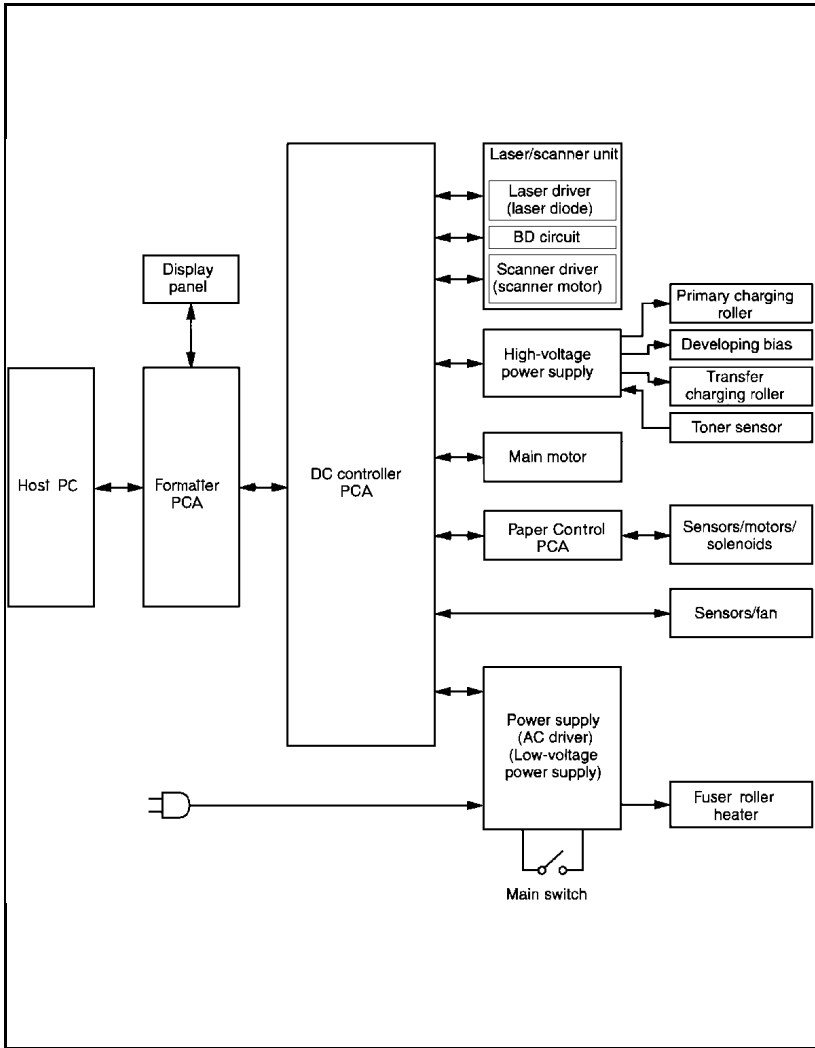 Laser/scanner unit
Laser driver
(laser diode)
BD circuit
Scanner driver
(scanner motor)
Display
panel
Primary charging
roller
High-voltage
power supply
Developing bias
Transfer
charging roller
Toner sensor
Host PC
Formatter
PCA
DC controller
PCA
Main motor
Paper Control
PCA
Sensors/motors/
solenoids
Sensors/fan
Power supply
(AC driver)
(Low-voltage
power supply)
Fuser roller
heater
Main switch